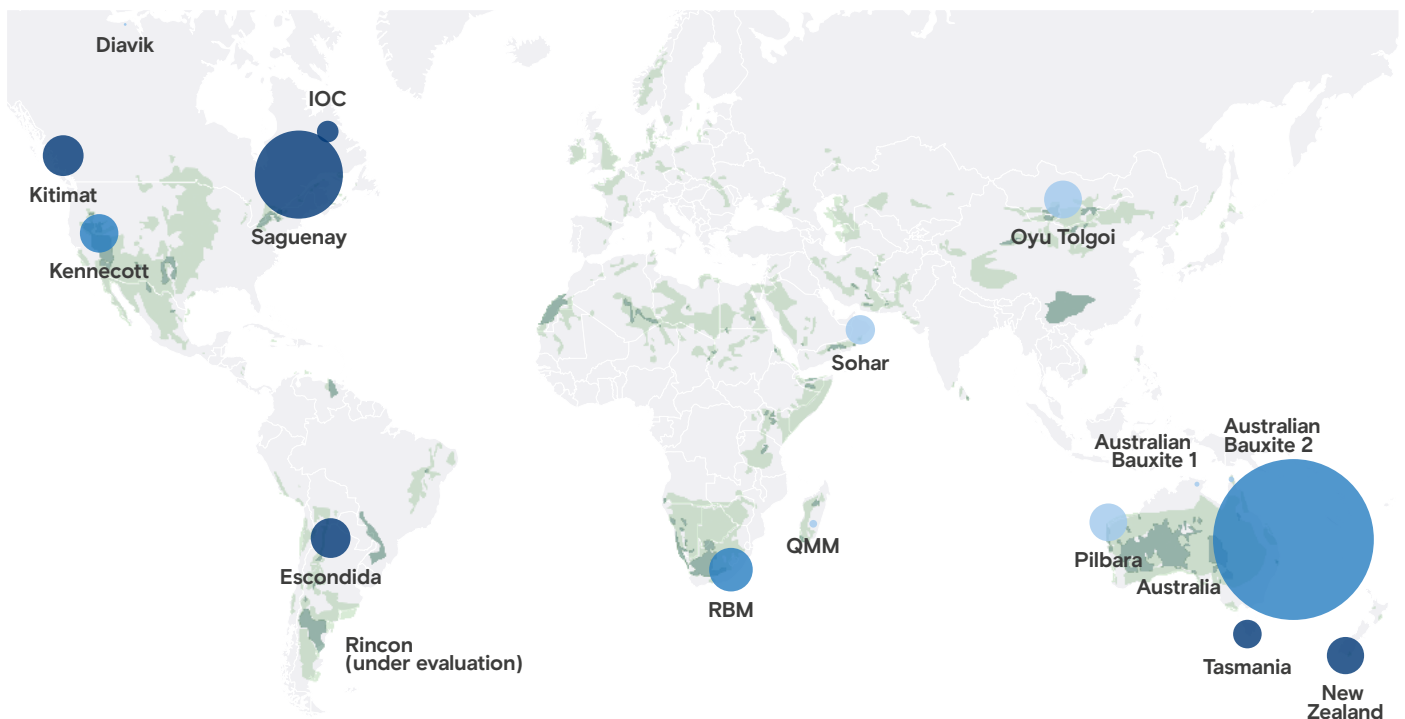 Diavik
IOC
Kitimat
Saguenay
Kennecott
Oyu Tolgoi
Sohar
Australian
Bauxite 1
Australian
Bauxite 2
QMM
Pilbara
Escondida
Australia
RBM
Rincon
(under evaluation)
Tasmania
New
Zealand